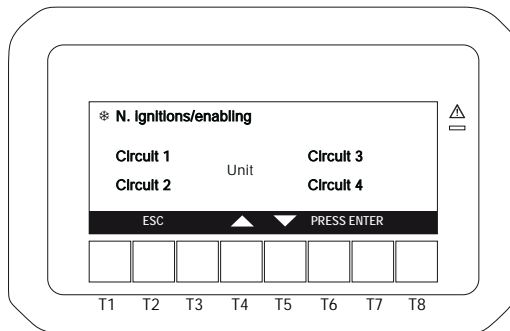 ❄ N. Ignitions/enabling
Circuit 1 Unit Circuit 3
Circuit 2 Circuit 4
ESC ▲ ▼ PRESS ENTER
T1 T2 T3 T4 T5 T6 T7 T8